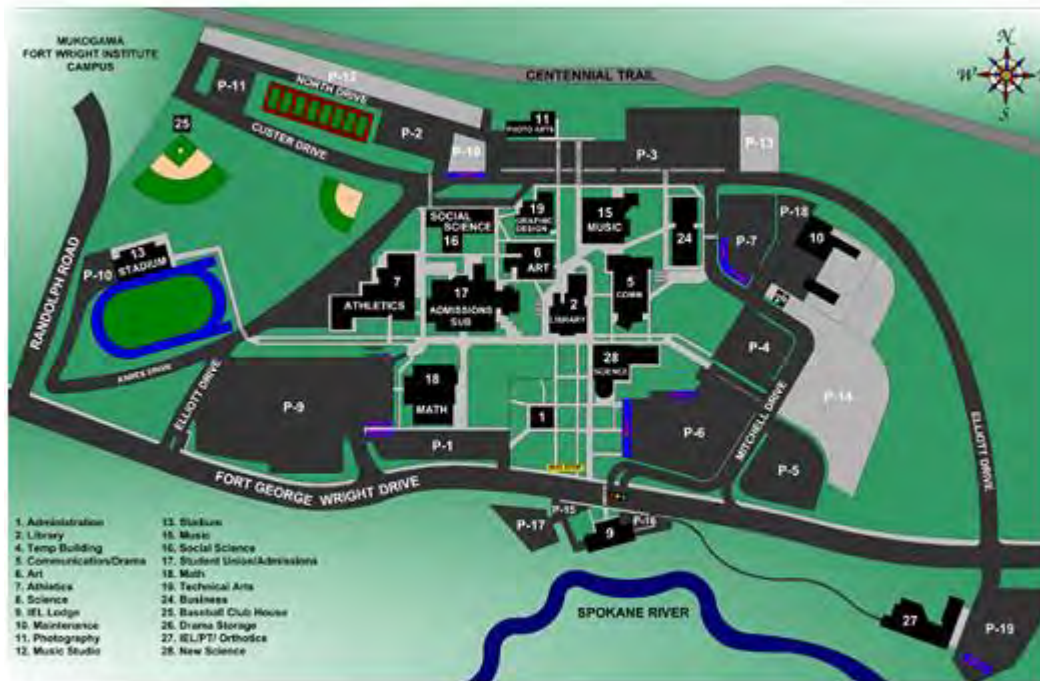 MUKOGAWA
FORT WRIGHT INSTITUTE
CAMPUS
N
W
S
CENTENNIAL TRAIL
P-12
NORTH DRIVE
P-11
P-2
CUSTER DRIVE
25
11
PHOTO ARTS
P-3
P-13
RANDOLPH ROAD
SOCIAL
SCIENCE
16
19
GRAPHIC
DESIGN
15
MUSIC
24
P-7
P-18
10
13
STADIUM
P-10
7
ATHLETICS
17
ADMISSIONS
SUB
6
ART
2
LIBRARY
5
COMM
28
SCIENCE
P-4
P-14
ELLIOTT DRIVE
P-9
18
MATH
P-1
1
P-6
MITCHELL DRIVE
P-5
ELLIOTT DRIVE
FORT GEORGE WRIGHT DRIVE
P-17
P-15
9
P-16
SPOKANE RIVER
27
P-19
1. Administration
2. Library
4. Temp Building
5. Communication/Drama
6. Art
7. Athletics
8. Science
9. IEL Lodge
10. Maintenance
11. Photography
12. Music Studio
13. Stadium
15. Music
16. Social Science
17. Student Union/Admissions
18. Math
19. Technical Arts
24. Business
25. Baseball Club House
26. Drama Storage
27. IEL/PT/ Orthotics
28. New Science